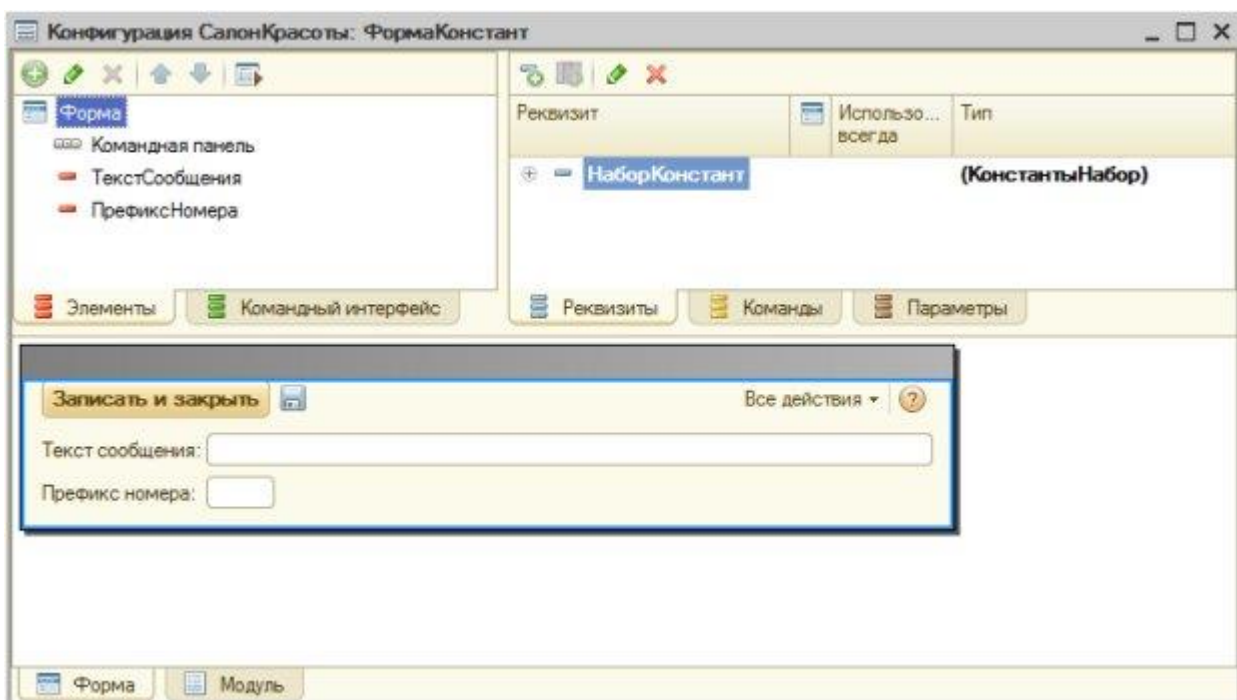 Конфигурация СалонКрасоты: ФормаКонстант
Форма
Командная панель
ТекстСообщения
ПрефиксНомера
Элементы
Командный интерфейс
Реквизит
Использо...
всегда
Тип
НаборКонстант
(КонстантыНабор)
Реквизиты
Команды
Параметры
Записать и закрыть
Все действия
?
Текст сообщения:
Префикс номера:
Форма
Модуль